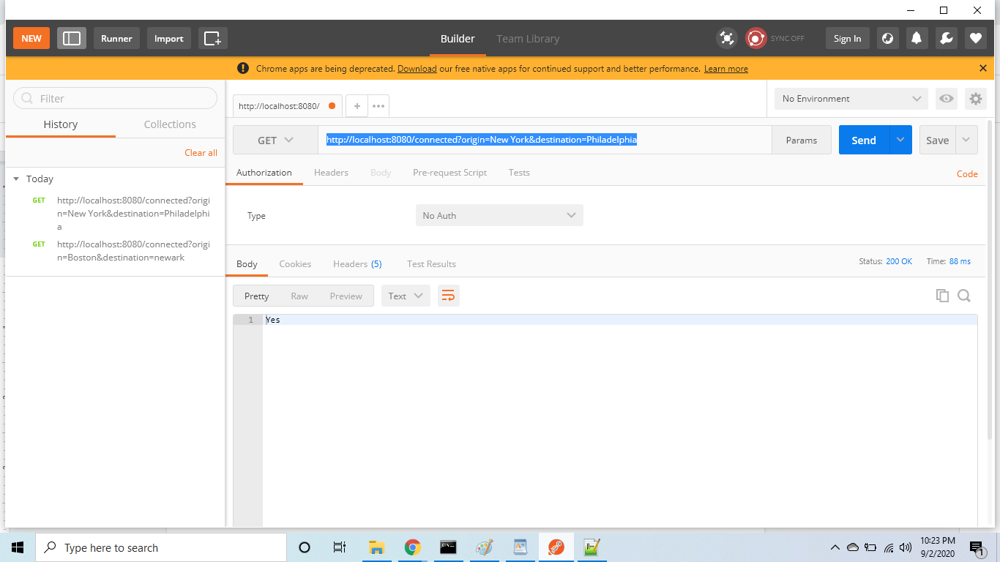 NEW
Runner
Import
Builder
Team Library
SYNC OFF
Sign In
Chrome apps are being deprecated. Download our free native apps for continued support and better performance. Learn more
Filter
History
Collections
Clear all
Today
GET
http://localhost:8080/connected?origi
n=New York&destination=Philadelphi
a
GET
http://localhost:8080/connected?origi
n=Boston&destination=newark
http://localhost:8080/
No Environment
GET
http://localhost:8080/connected?origin=New York&destination=Philadelphia
Params
Send
Save
Authorization
Headers
Body
Pre-request Script
Tests
Code
Type
No Auth
Body
Cookies
Headers (5)
Test Results
Status: 200 OK
Time: 88 ms
Pretty
Raw
Preview
Text
1
Yes
Type here to search
10:23 PM
9/2/2020
1